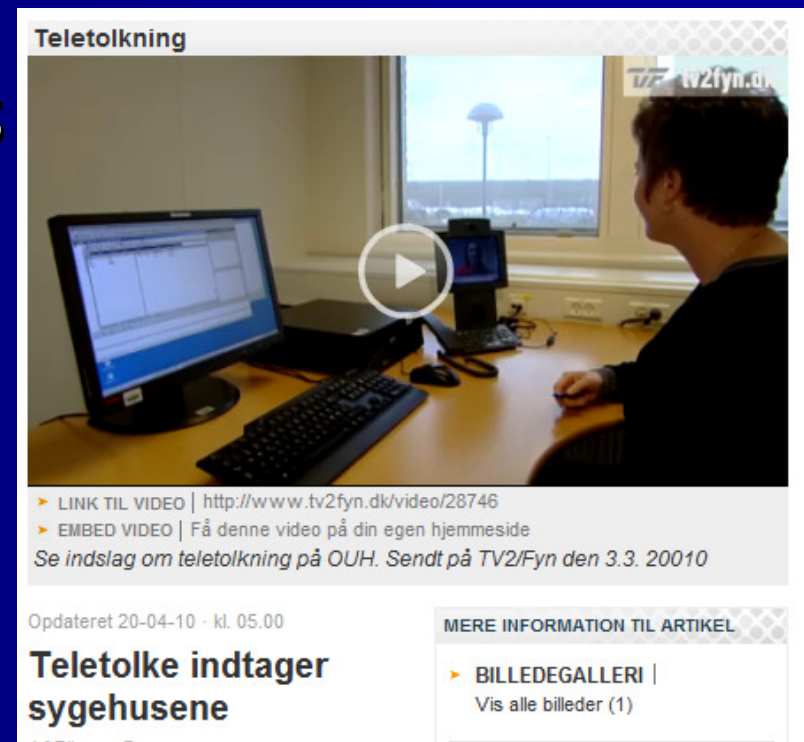 Teletolkning
tv2fyn.dk
LINK TIL VIDEO | http://www.tv2fyn.dk/video/28746
EMBED VIDEO | Få denne video på din egen hjemmeside
Se indslag om teletolkning på OUH. Sendt på TV2/Fyn den 3.3. 20010
Opdateret 20-04-10 · kl. 05.00
Teletolke indtager
sygehusene
MERE INFORMATION TIL ARTIKEL
BILLEDEGALLERI |
Vis alle billeder (1)